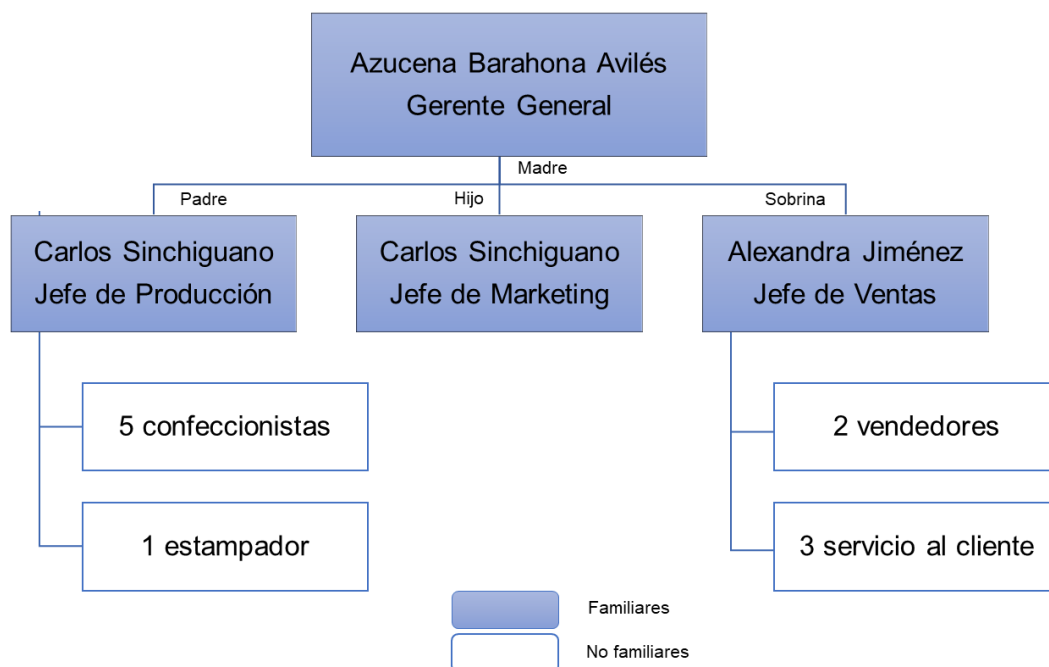 Azucena Barahona Avilés
Gerente General
Madre
Padre
Hijo
Sobrina
Carlos Sinchiguano
Jefe de Producción
Carlos Sinchiguano
Jefe de Marketing
Alexandra Jiménez
Jefe de Ventas
5 confeccionistas
2 vendedores
1 estampador
3 servicio al cliente
Familiares
No familiares